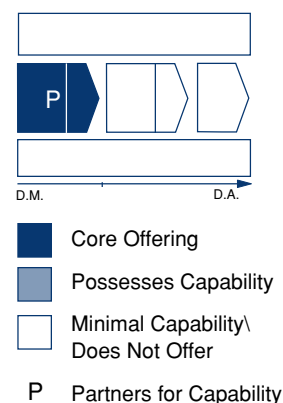 P
D.M. D.A.
Core Offering
Possesses Capability
Minimal Capability\
Does Not Offer
P Partners for Capability